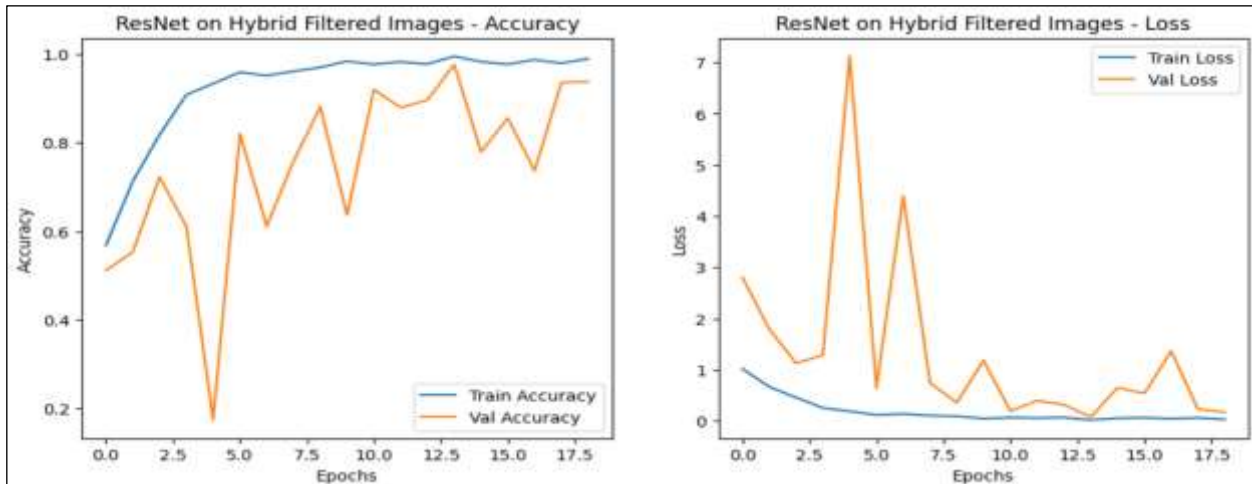 ResNet on Hybrid Filtered Images - Accuracy
1.0
0.8
0.6
0.4
0.2
Accuracy
Train Accuracy
Val Accuracy
0.0 2.5 5.0 7.5 10.0 12.5 15.0 17.5
Epochs
ResNet on Hybrid Filtered Images - Loss
7
6
5
4
3
2
1
0
Loss
Train Loss
Val Loss
0.0 2.5 5.0 7.5 10.0 12.5 15.0 17.5
Epochs